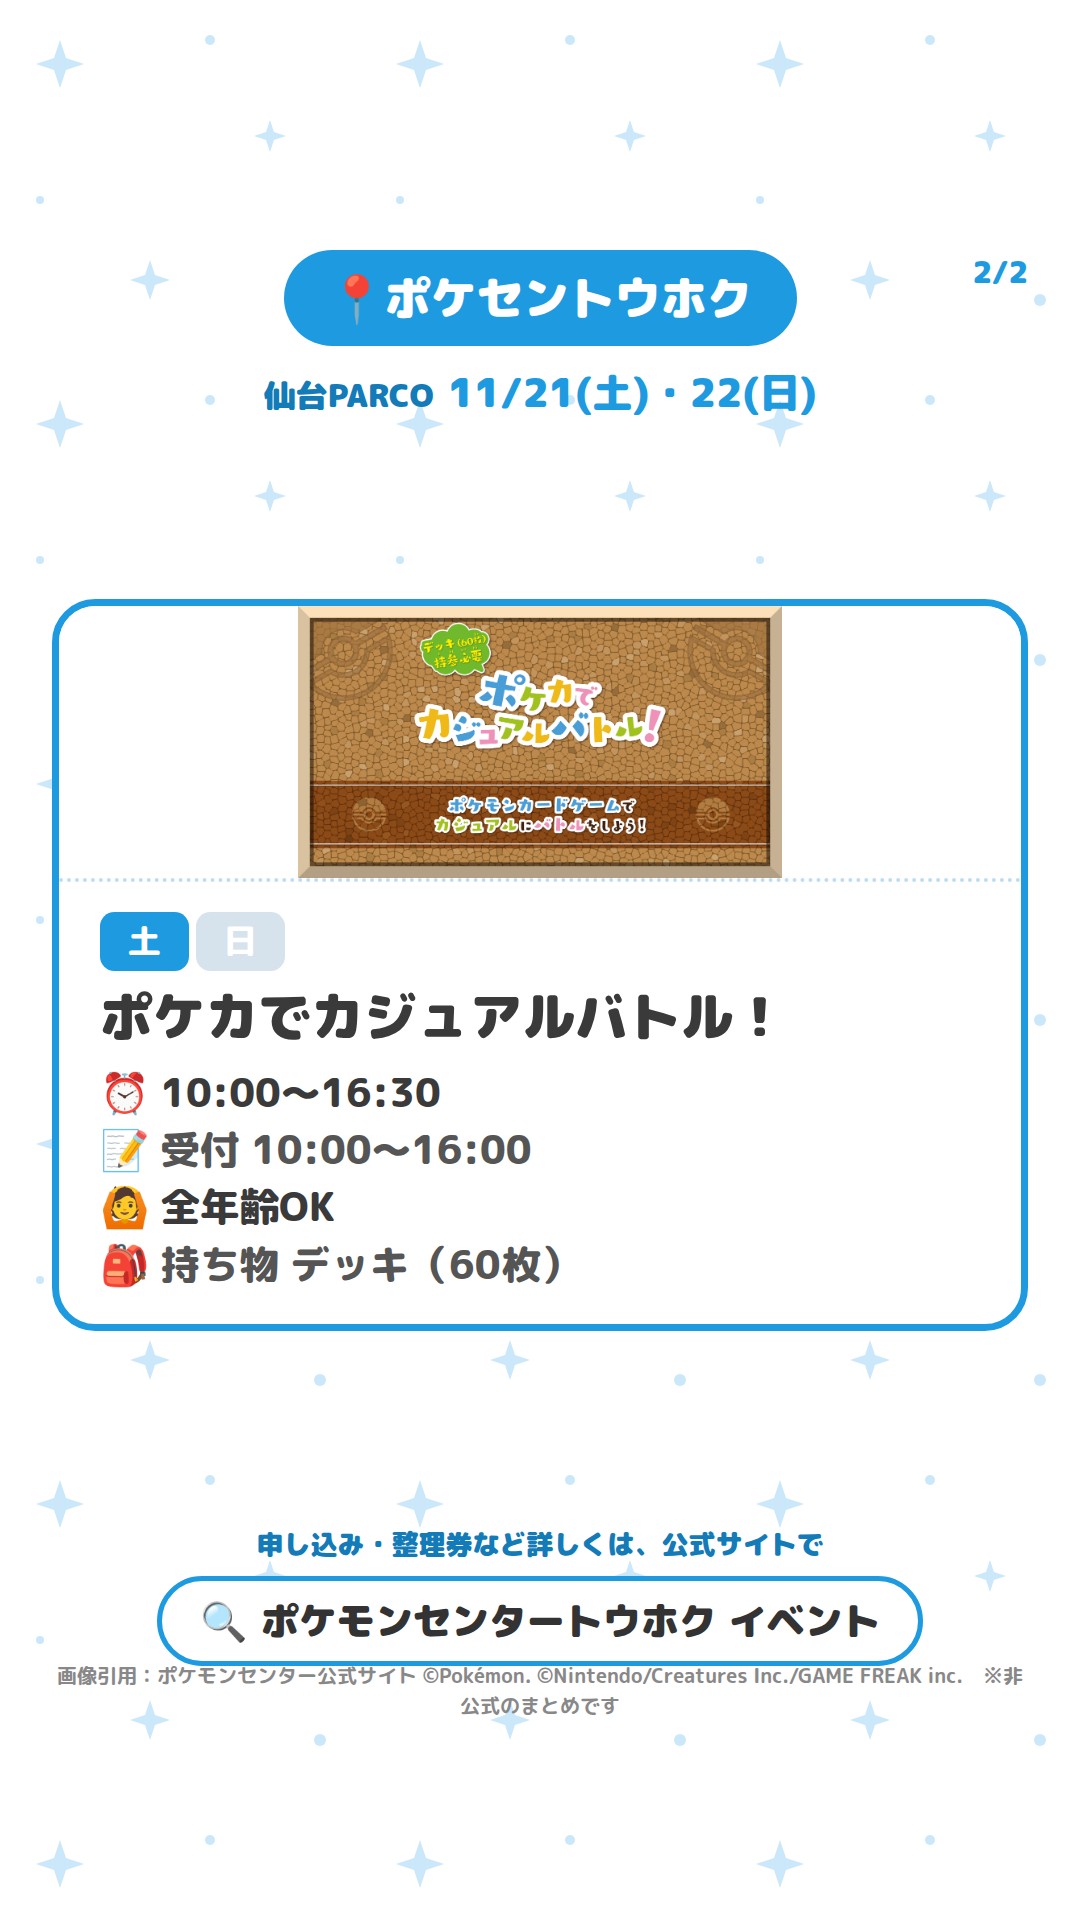 📍ポケセントウホク
2/2
仙台PARCO 11/21(土)・22(日)
デッキ(60枚)
持参必要
ポケカで
カジュアルバトル!
ポケモンカードゲームで
カジュアルにバトルをしよう!
土 日
ポケカでカジュアルバトル!
⏰ 10:00〜16:30
📝 受付 10:00〜16:00
🙆 全年齢OK
🎒 持ち物 デッキ(60枚)
申し込み・整理券など詳しくは、公式サイトで
🔍 ポケモンセンタートウホク イベント
画像引用:ポケモンセンター公式サイト ©Pokémon. ©Nintendo/Creatures Inc./GAME FREAK inc. ※非
公式のまとめです